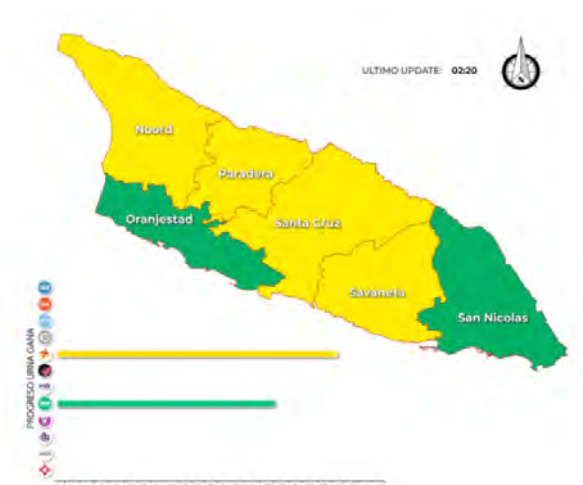 ULTIMO UPDATE: 02:20
Noord
Paradera
Oranjestad
Santa Cruz
Savaneta
San Nicolas
PROGRESO URNA GANA